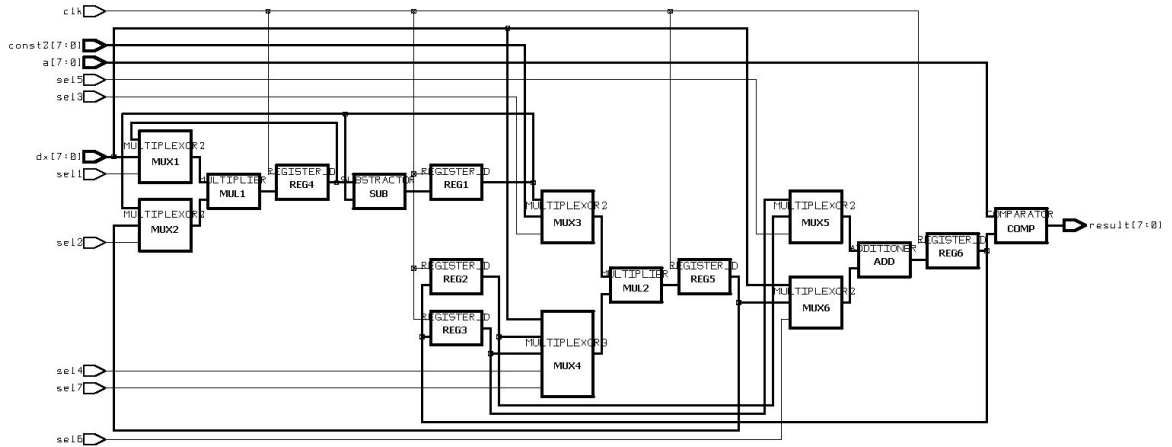 clk
const2[7:0]
a[7:0]
sel5
sel3
MULTIPLEXOR2
MUX1
dx[7:0]
sel1
MULTIPLIER
MUL1
REGISTER_D
REG4
SUBSTRACTOR
SUB
REGISTER_D
REG1
MULTIPLEXOR2
MUX2
sel2
MULTIPLEXOR2
MUX3
MULTIPLEXOR2
MUX5
COMPARATOR
COMP
result[7:0]
REGISTER_D
REG2
MULTIPLIER
MUL2
REGISTER_D
REG5
ADDITIONER
ADD
REGISTER_D
REG6
MULTIPLEXOR2
MUX6
REGISTER_D
REG3
MULTIPLEXOR3
MUX4
sel4
sel7
sel6